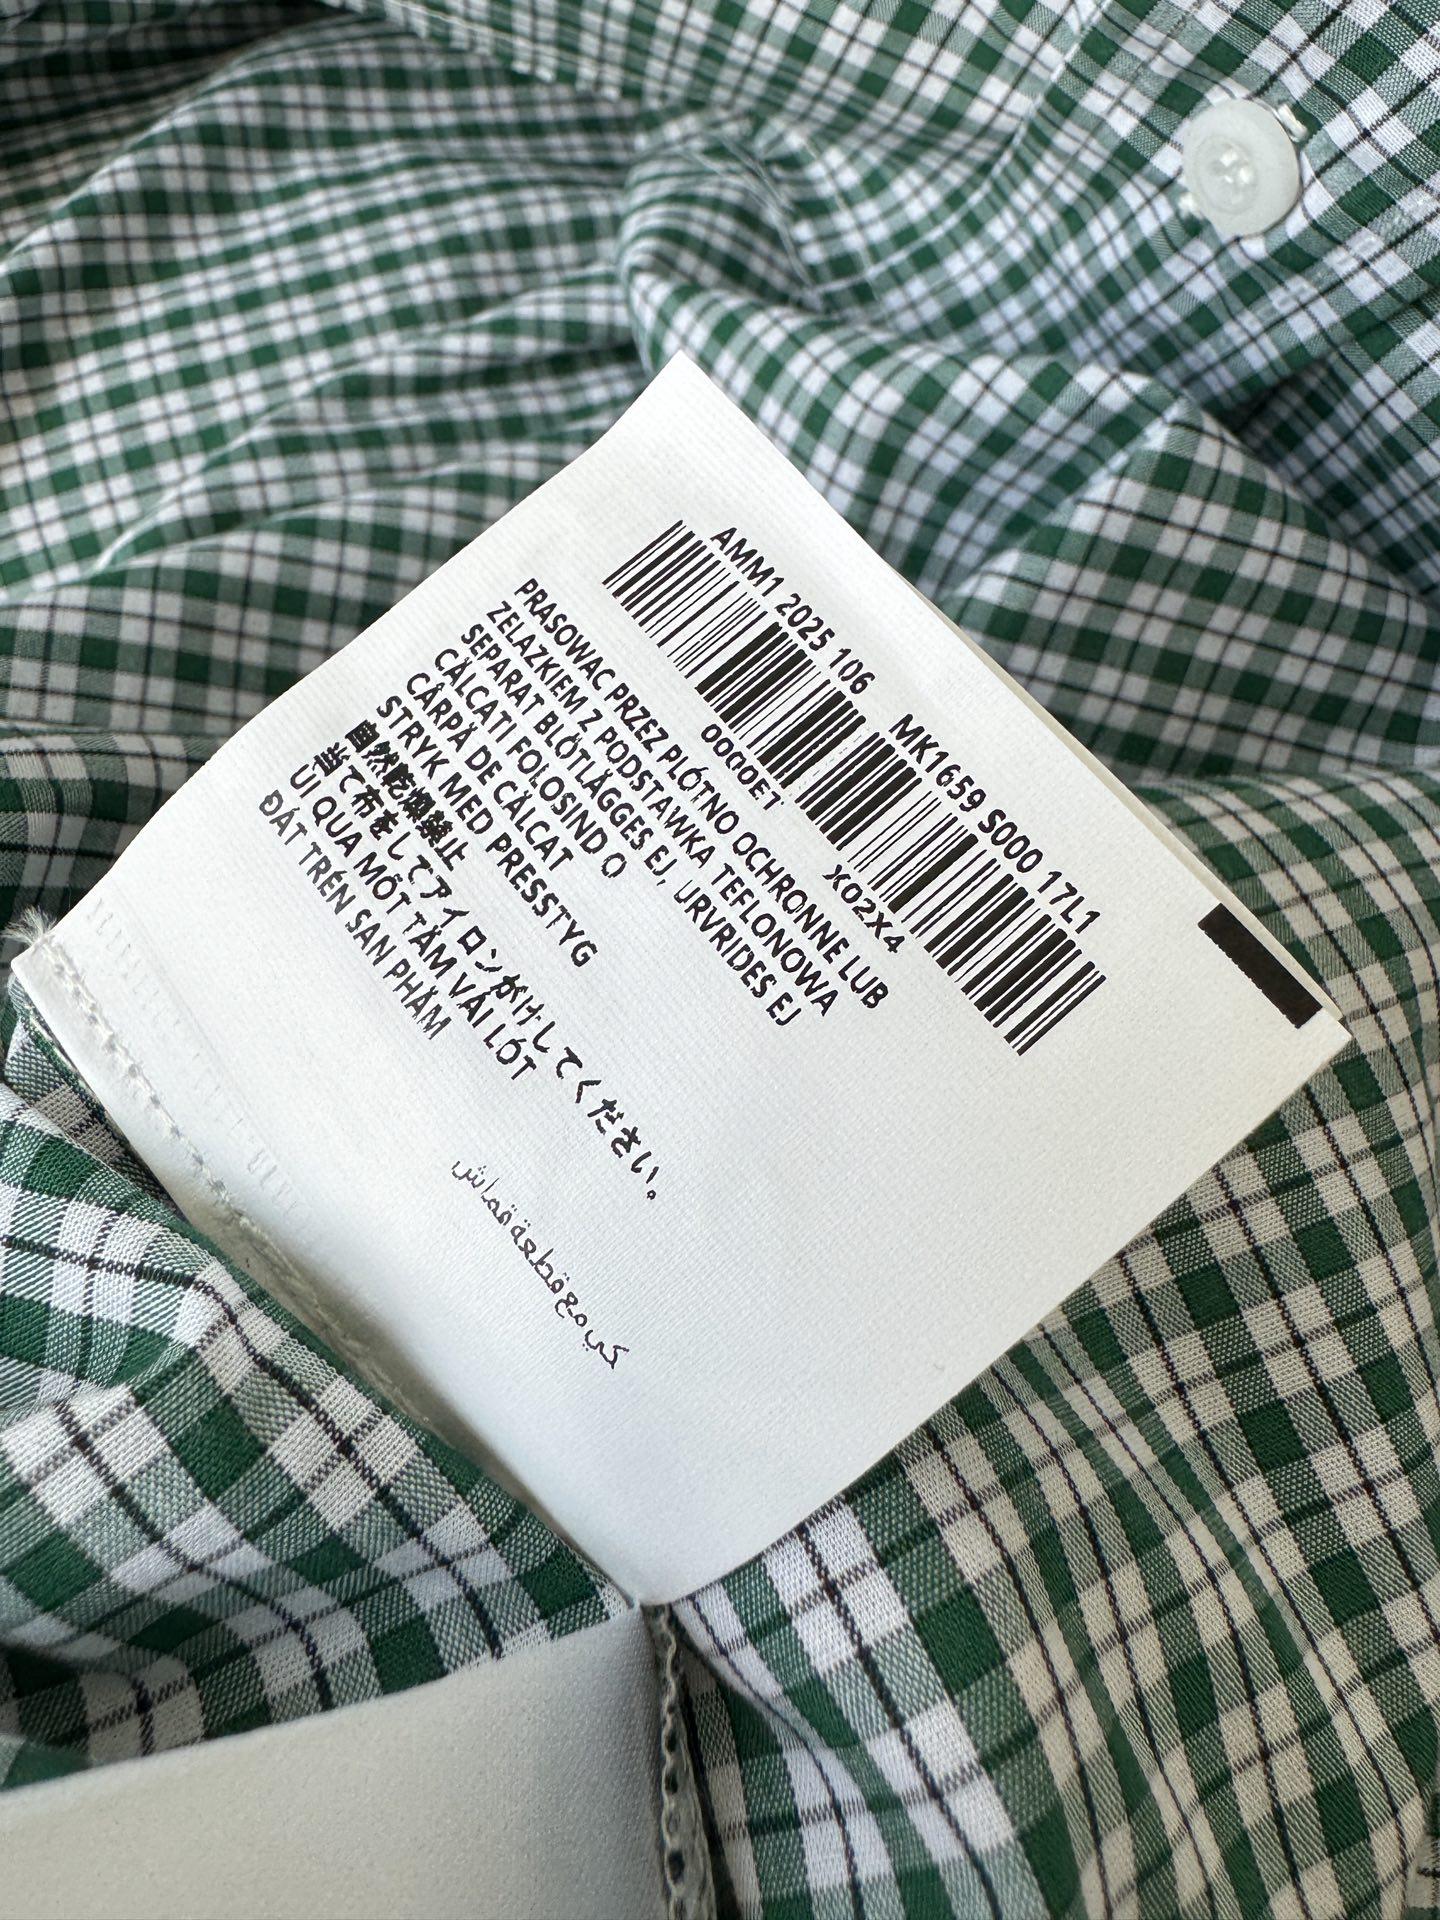 AMM1 2025 106
MK1659 S000 17L1
0000ET
X02X4
PRASOWAC PRZEZ PLÓTNO OCHRONNE LUB
ZELAZKIEM Z PODSTAWKA TEFLONOWA
SEPARAT BLÖTLÄGGES EJ, URVRIDES EJ
CĂLCATI FOLOSIND O
CÂRPĂ DE CĂLCAT
STRYK MED PRESSTYG
自然乾燥禁止
当て布をしてアイロンがけしてください。
ỦI QUA MỘT TẤM VẢI LÓT
ĐẶT TRÊN SẢN PHẨM
كي مع قطعة قماش